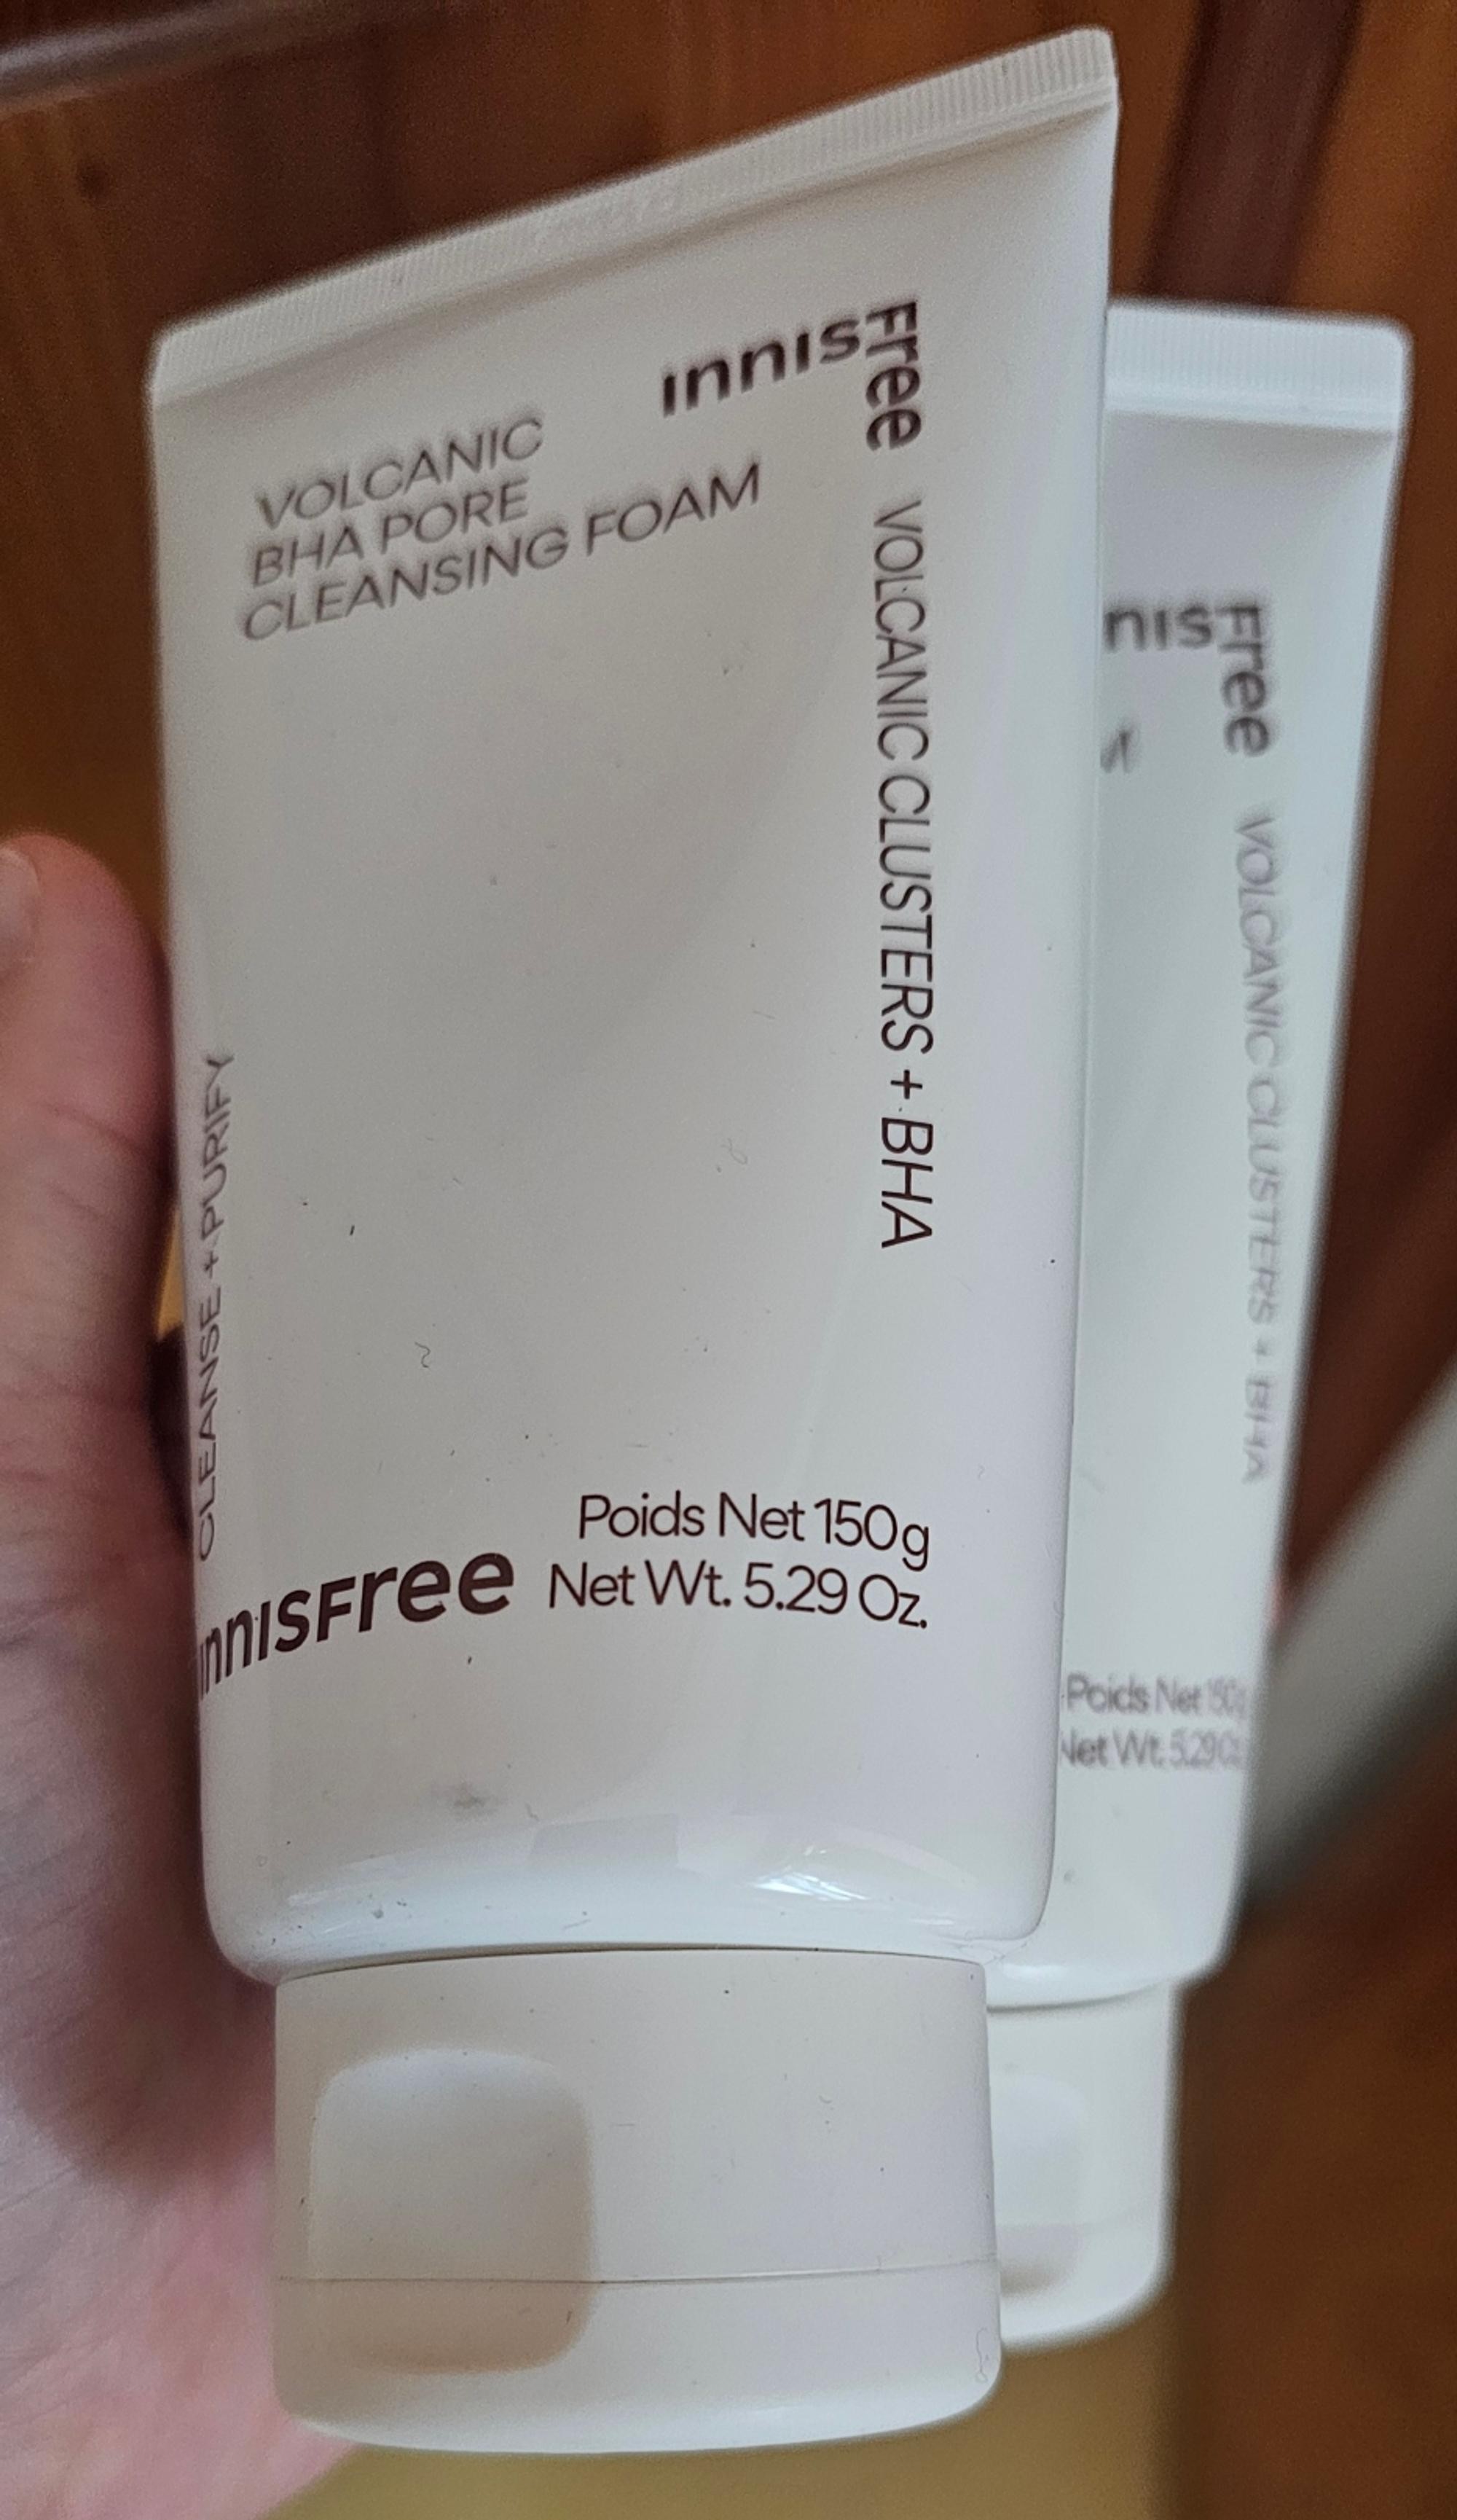 innisFree
VOLCANIC
BHA PORE
CLEANSING FOAM
VOLCANIC CLUSTERS + BHA
CLEANSE + PURIFY
Poids Net 150g
Net Wt. 5.29 Oz.
innisFree
nisFree
VOLCANIC CLUSTERS + BHA
Poids Net 150g
Net Wt. 5.29 Oz